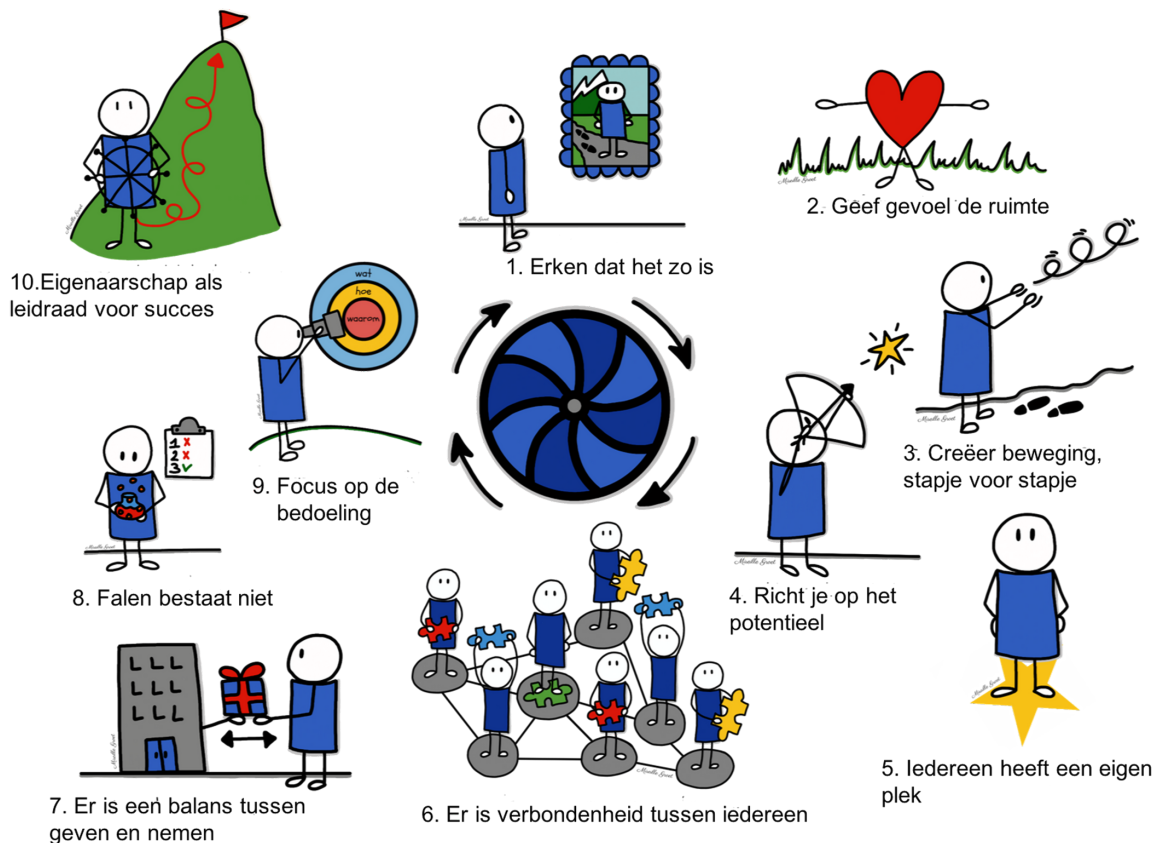 1. Erken dat het zo is
2. Geef gevoel de ruimte
3. Creëer beweging,
stapje voor stapje
4. Richt je op het
potentieel
5. Iedereen heeft een eigen
plek
6. Er is verbondenheid tussen iedereen
7. Er is een balans tussen
geven en nemen
8. Falen bestaat niet
1 x
2 x
3 ✓
9. Focus op de
bedoeling
wat
hoe
waarom
10.Eigenaarschap als
leidraad voor succes